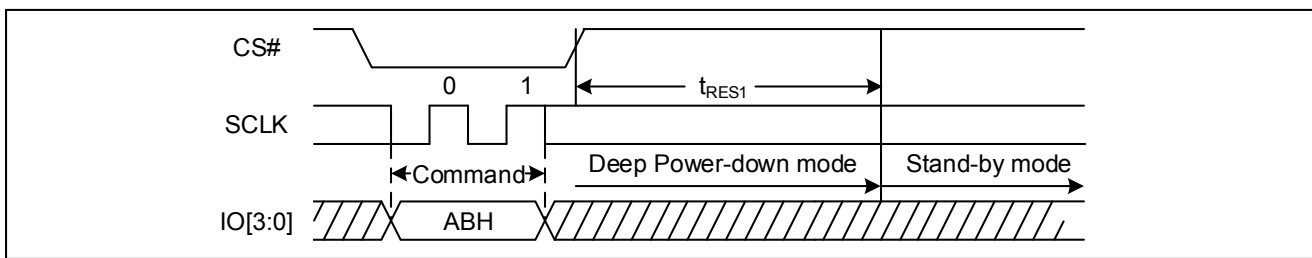 CS#
0 1
tRES1
SCLK
Command
Deep Power-down mode
Stand-by mode
IO[3:0]
ABH